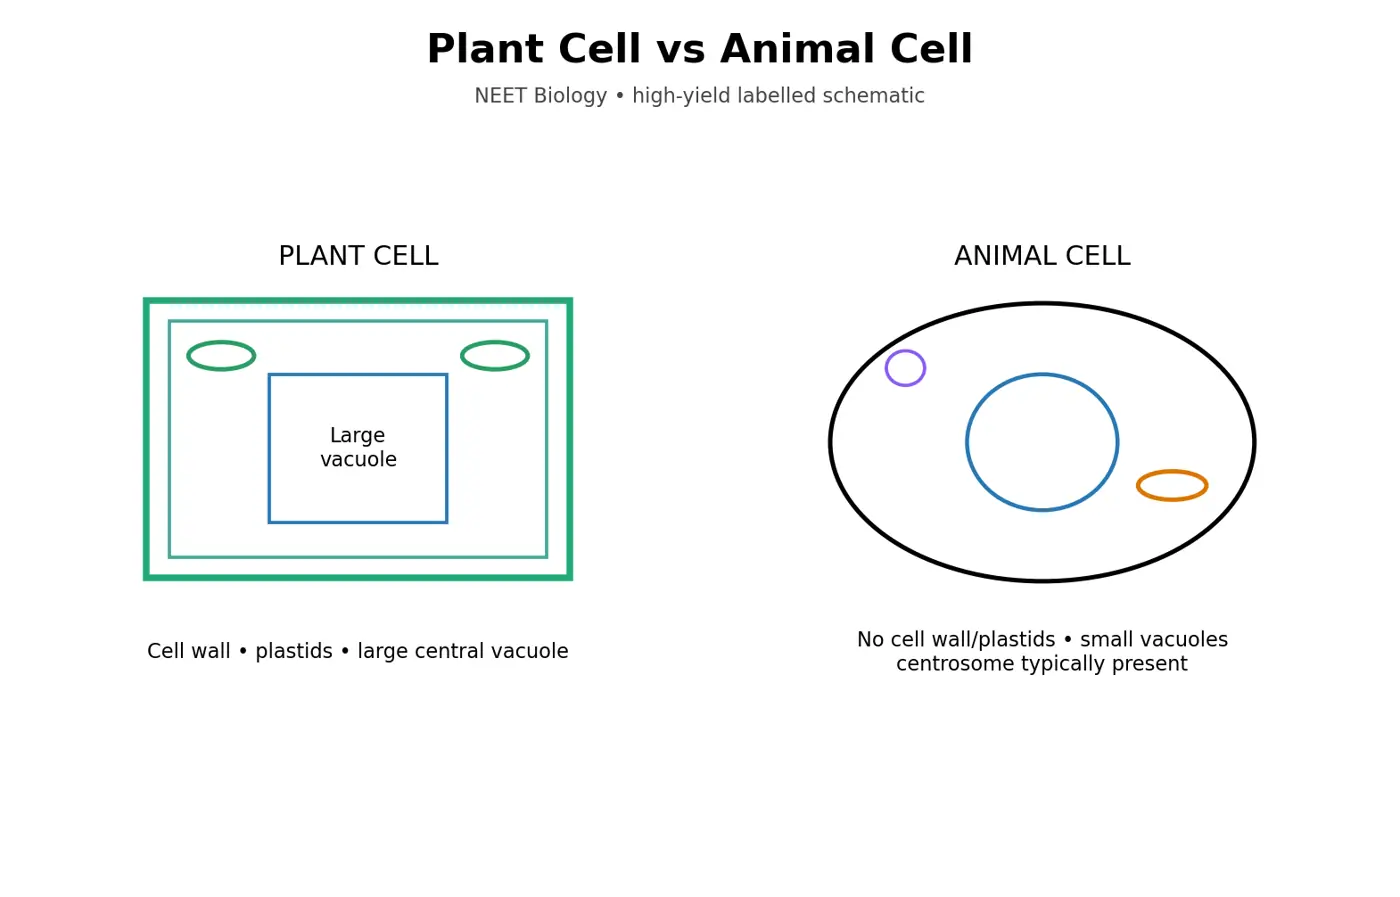 Plant Cell vs Animal Cell
NEET Biology • high-yield labelled schematic
PLANT CELL
Large
vacuole
Cell wall • plastids • large central vacuole
ANIMAL CELL
No cell wall/plastids • small vacuoles
centrosome typically present